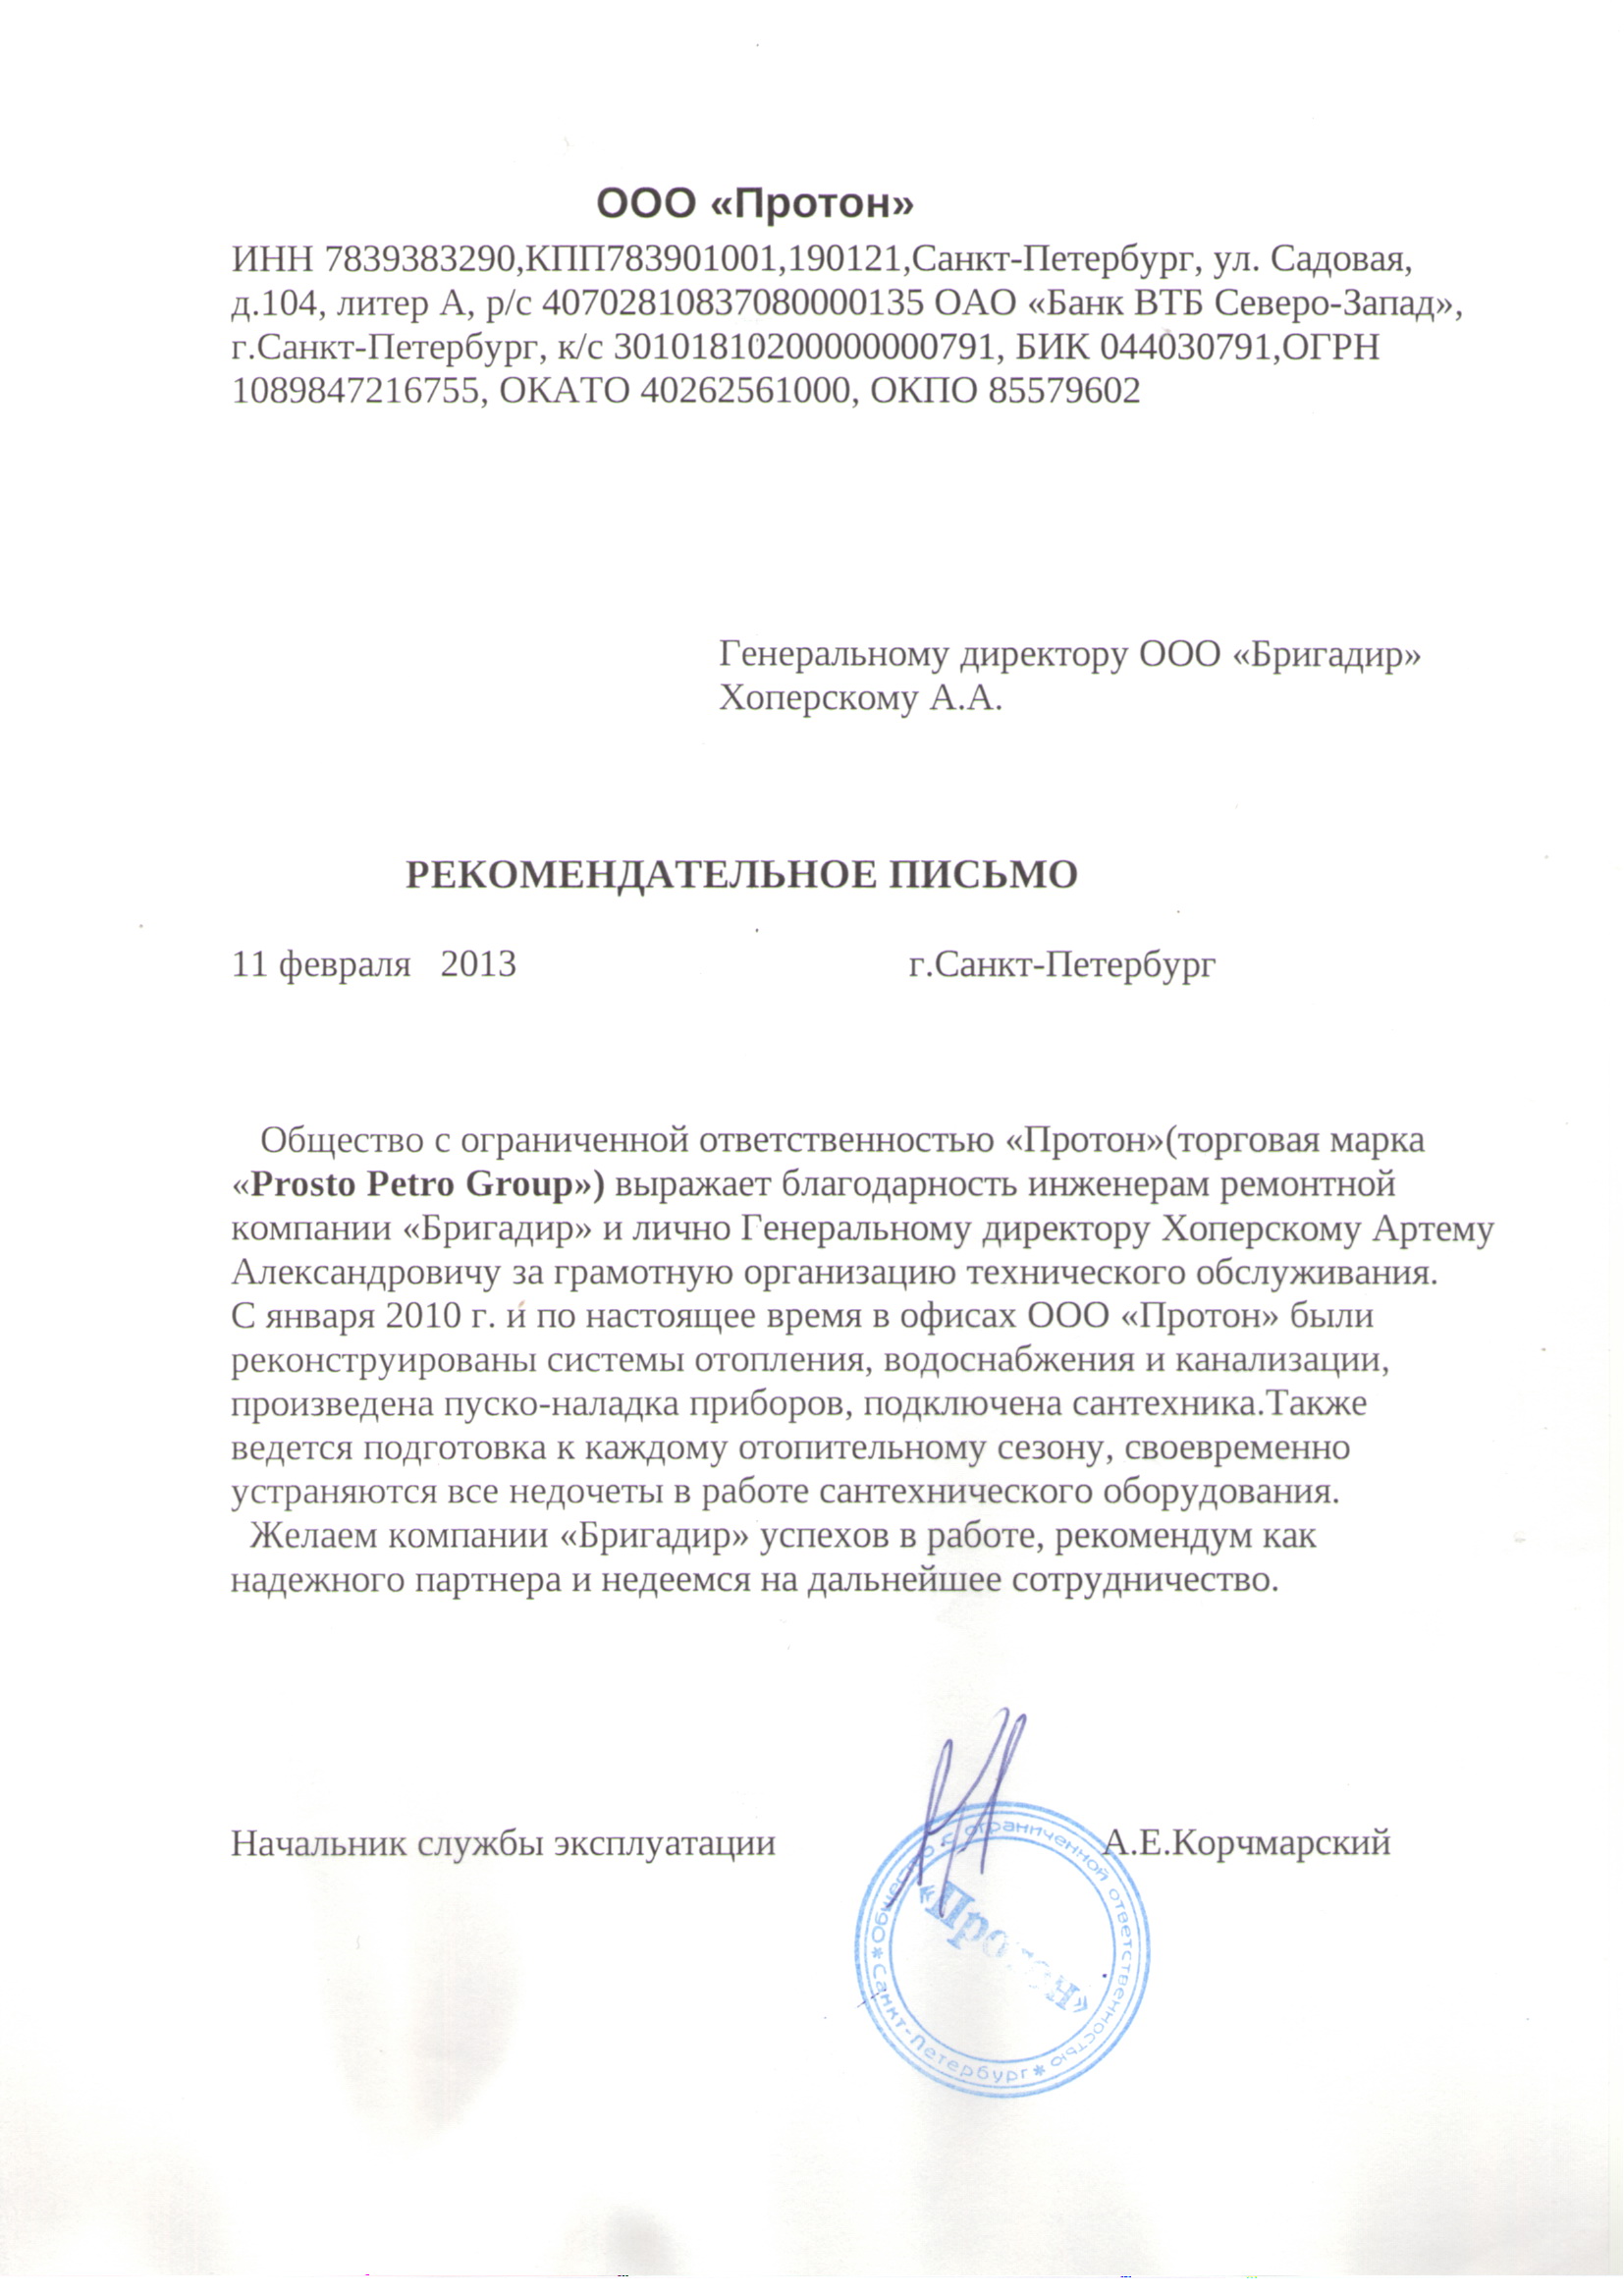 ООО «Протон»
ИНН 7839383290,КПП783901001,190121,Санкт-Петербург, ул. Садовая,
д.104, литер А, р/с 40702810837080000135 ОАО «Банк ВТБ Северо-Запад»,
г.Санкт-Петербург, к/с 30101810200000000791, БИК 044030791,ОГРН
1089847216755, ОКАТО 40262561000, ОКПО 85579602
Генеральному директору ООО «Бригадир»
Хоперскому А.А.
РЕКОМЕНДАТЕЛЬНОЕ ПИСЬМО
11 февраля 2013 г.Санкт-Петербург
Общество с ограниченной ответственностью «Протон»(торговая марка
«Prosto Petro Group») выражает благодарность инженерам ремонтной
компании «Бригадир» и лично Генеральному директору Хоперскому Артему
Александровичу за грамотную организацию технического обслуживания.
С января 2010 г. и по настоящее время в офисах ООО «Протон» были
реконструированы системы отопления, водоснабжения и канализации,
произведена пуско-наладка приборов, подключена сантехника.Также
ведется подготовка к каждому отопительному сезону, своевременно
устраняются все недочеты в работе сантехнического оборудования.
Желаем компании «Бригадир» успехов в работе, рекомендум как
надежного партнера и недеемся на дальнейшее сотрудничество.
Начальник службы эксплуатации А.Е.Корчмарский
*Общество с ограниченной ответственностью*
«Протон»
Санкт-Петербург